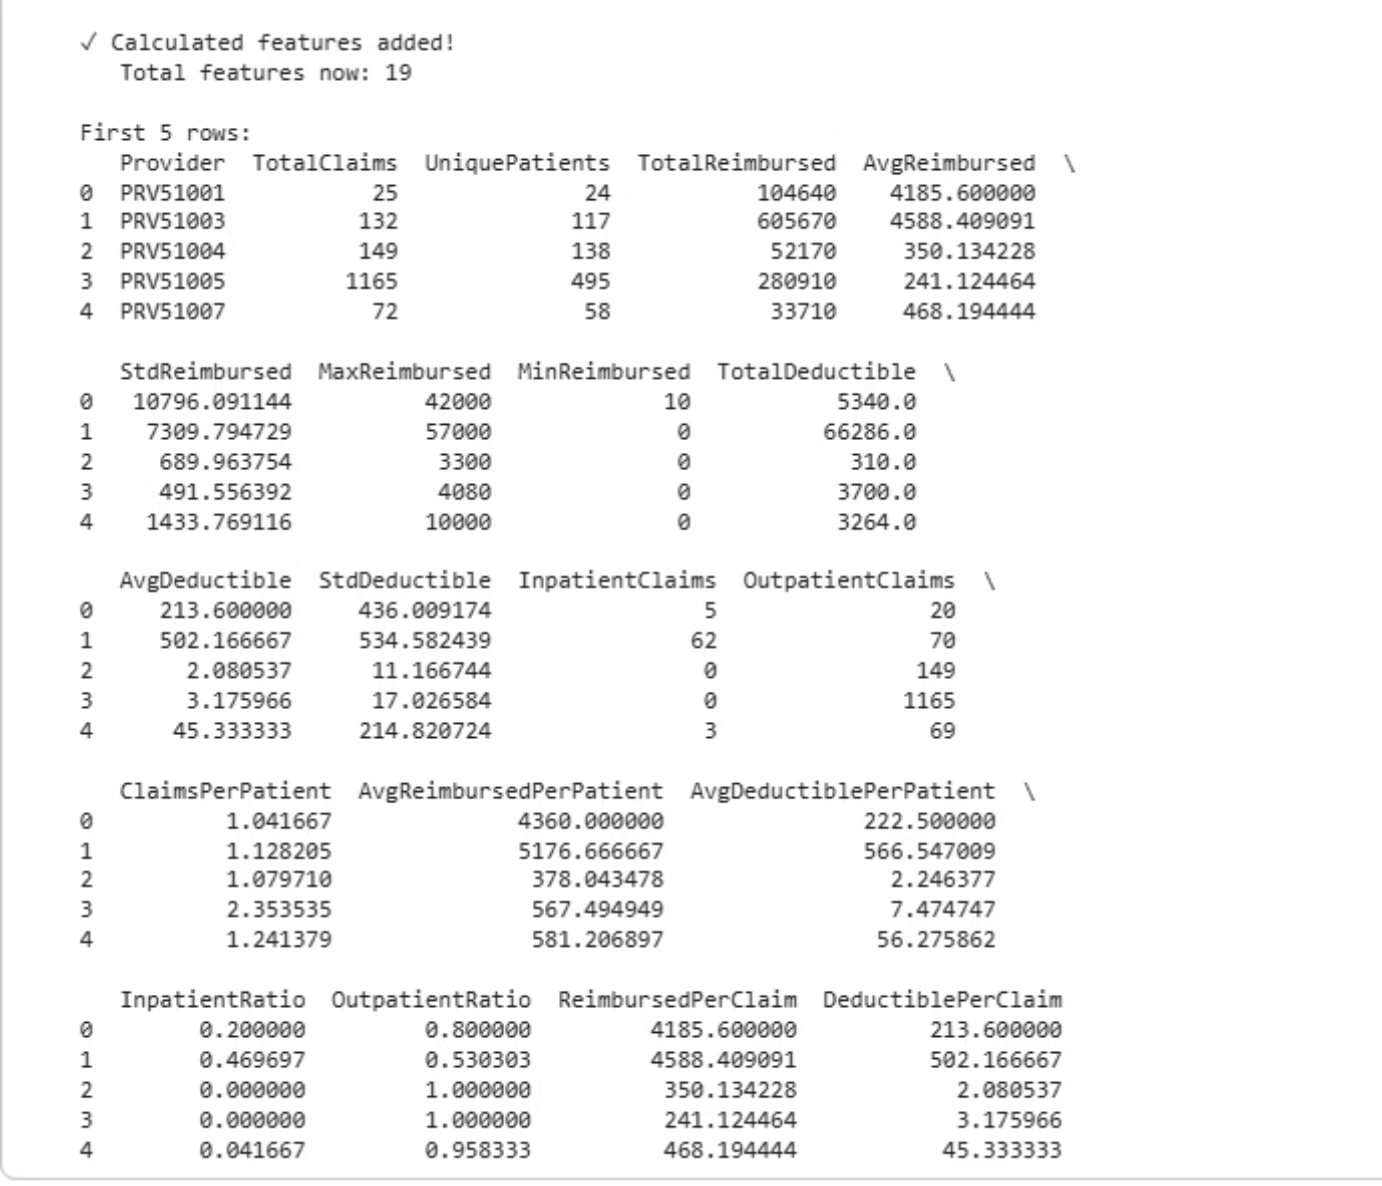 ✓ Calculated features added!
Total features now: 19
First 5 rows:
Provider TotalClaims UniquePatients TotalReimbursed AvgReimbursed \
0 PRV51001 25 24 104640 4185.600000
1 PRV51003 132 117 605670 4588.409091
2 PRV51004 149 138 52170 350.134228
3 PRV51005 1165 495 280910 241.124464
4 PRV51007 72 58 33710 468.194444
StdReimbursed MaxReimbursed MinReimbursed TotalDeductible \
0 10796.091144 42000 10 5340.0
1 7309.794729 57000 0 66286.0
2 689.963754 3300 0 310.0
3 491.556392 4080 0 3700.0
4 1433.769116 10000 0 3264.0
AvgDeductible StdDeductible InpatientClaims OutpatientClaims \
0 213.600000 436.009174 5 20
1 502.166667 534.582439 62 70
2 2.080537 11.166744 0 149
3 3.175966 17.026584 0 1165
4 45.333333 214.820724 3 69
ClaimsPerPatient AvgReimbursedPerPatient AvgDeductiblePerPatient \
0 1.041667 4360.000000 222.500000
1 1.128205 5176.666667 566.547009
2 1.079710 378.043478 2.246377
3 2.353535 567.494949 7.474747
4 1.241379 581.206897 56.275862
InpatientRatio OutpatientRatio ReimbursedPerClaim DeductiblePerClaim
0 0.200000 0.800000 4185.600000 213.600000
1 0.469697 0.530303 4588.409091 502.166667
2 0.000000 1.000000 350.134228 2.080537
3 0.000000 1.000000 241.124464 3.175966
4 0.041667 0.958333 468.194444 45.333333